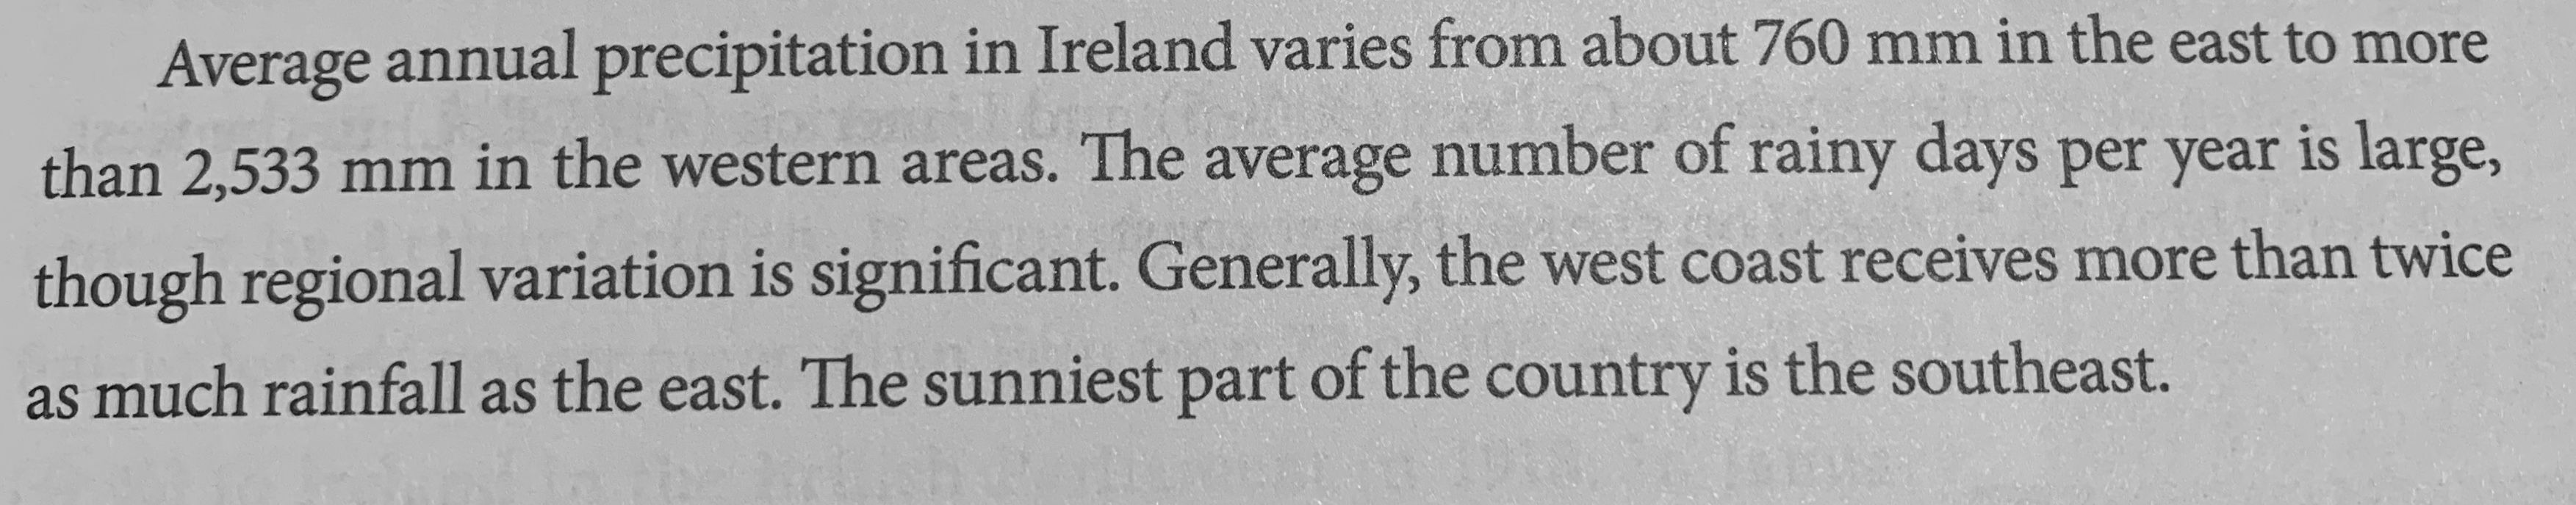 Average annual precipitation in Ireland varies from about 760 mm in the east to more
than 2,533 mm in the western areas. The average number of rainy days per year is large,
though regional variation is significant. Generally, the west coast receives more than twice
as much rainfall as the east. The sunniest part of the country is the southeast.